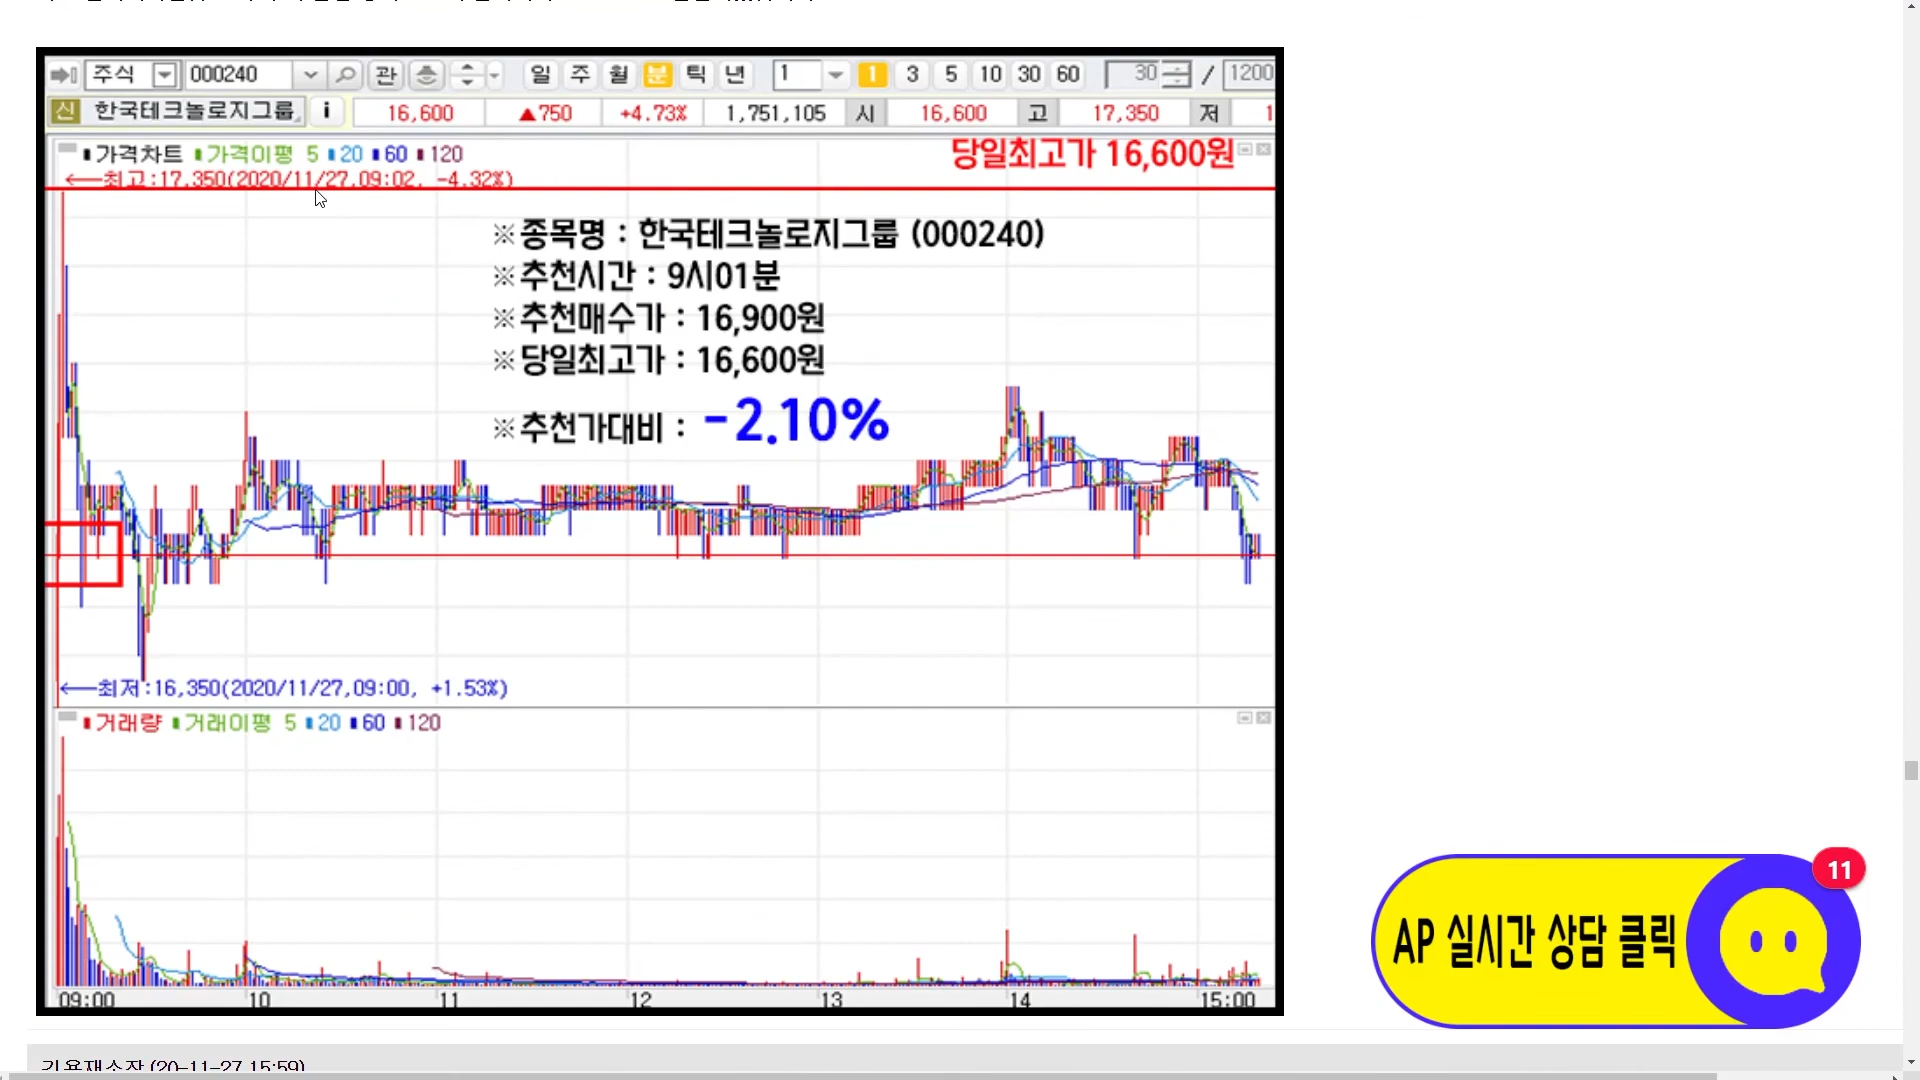 주식 000240 관 일 주 월 분 틱 년 1 1 3 5 10 30 60 30 / 1200
신 한국테크놀로지그룹 i 16,600 ▲750 +4.73% 1,751,105 시 16,600 고 17,350 저 1
가격차트 가격이평 5 20 60 120
당일최고가 16,600원
←최고:17,350(2020/11/27,09:02, -4.32%)
※종목명 : 한국테크놀로지그룹 (000240)
※추천시간 : 9시01분
※추천매수가 : 16,900원
※당일최고가 : 16,600원
※추천가대비 : -2.10%
←최저:16,350(2020/11/27,09:00, +1.53%)
거래량 거래이평 5 20 60 120
09:00 10 11 12 13 14 15:00
11
AP 실시간 상담 클릭
(20-11-27 15:59)